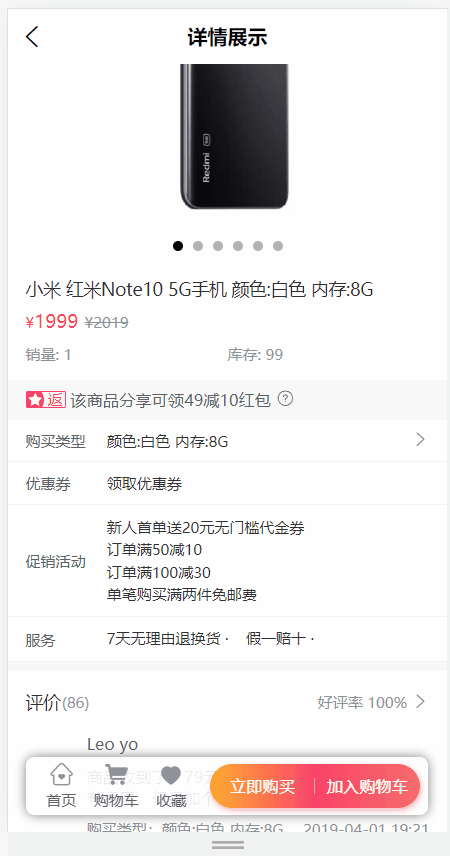 详情展示
Redmi
小米 红米Note10 5G手机 颜色:白色 内存:8G
¥1999 ¥2019
销量: 1 库存: 99
返 该商品分享可领49减10红包 ?
购买类型 颜色:白色 内存:8G
优惠券 领取优惠券
促销活动 新人首单送20元无门槛代金券
订单满50减10
订单满100减30
单笔购买满两件免邮费
服务 7天无理由退换货 · 假一赔十 ·
评价(86) 好评率 100%
Leo yo
商品收到了 79元
首页 购物车 收藏 立即购买 加入购物车
购买类型：颜色:白色 内存:8G 2019-04-01 19:21